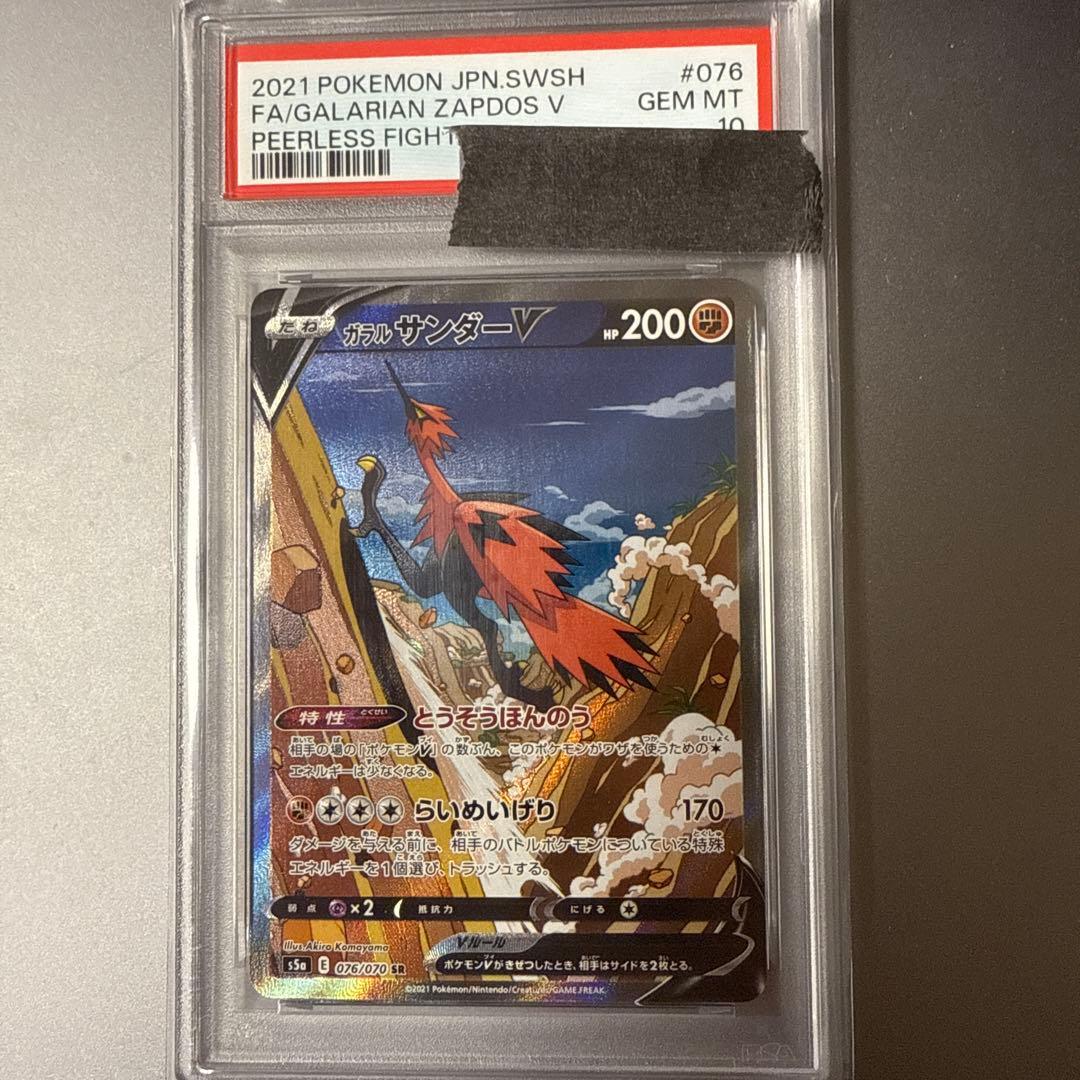 2021 POKEMON JPN.SWSH #076
FA/GALARIAN ZAPDOS V GEM MT
PEERLESS FIGHT 10
たね ガラル サンダーV HP 200
特性 とくせい とうそうほんのう
相手の場の「ポケモンV」の数ぶん、このポケモンがワザを使うための
エネルギーは少なくなる。
らいめいげり 170
ダメージを与える前に、相手のバトルポケモンについている特殊
エネルギーを1個選び、トラッシュする。
弱点 ×2 抵抗力 にげる
Illus. Akira Komayama
Vルール
s5a E 076/070 SR
ポケモンVがきぜつしたとき、相手はサイドを2枚とる。
©2021 Pokémon/Nintendo/Creatures/GAME FREAK.